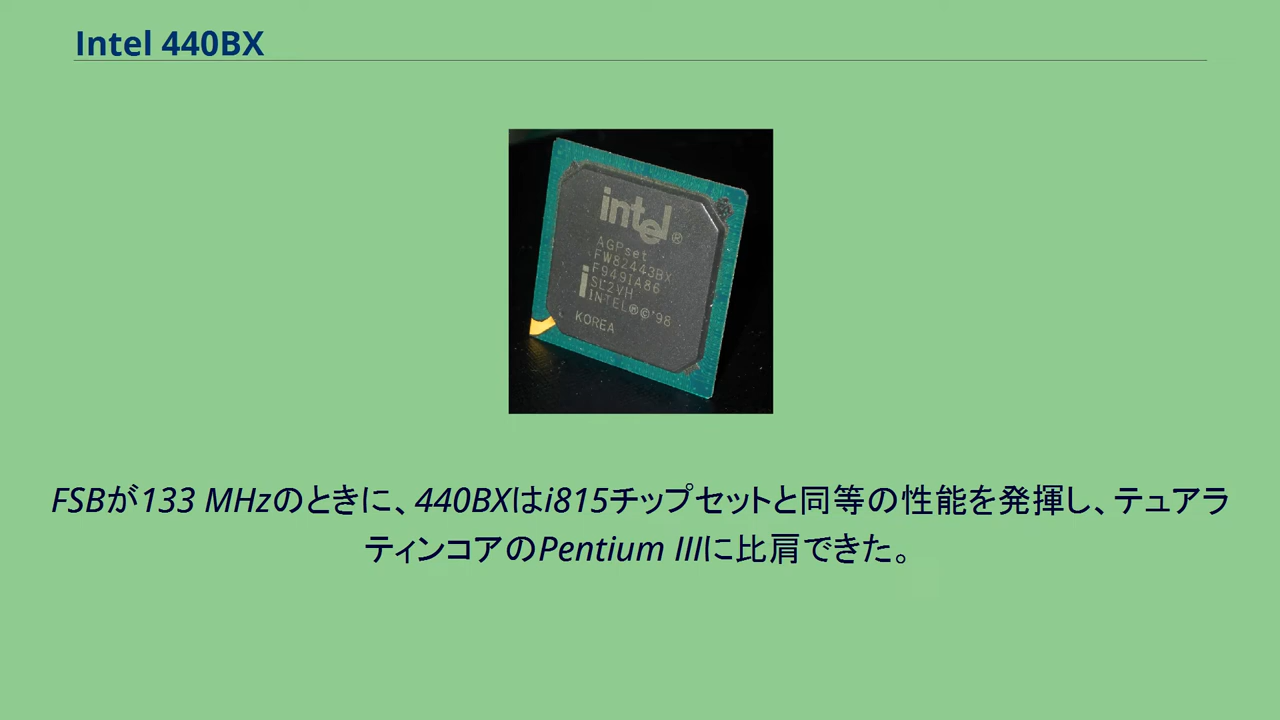 Intel 440BX
intel®
AGPset
FW82443BX
F949IA86
SL2VH
i INTEL®©'98
KOREA
FSBが133 MHzのときに、440BXはi815チップセットと同等の性能を発揮し、テュアラ
ティンコアのPentium IIIに比肩できた。